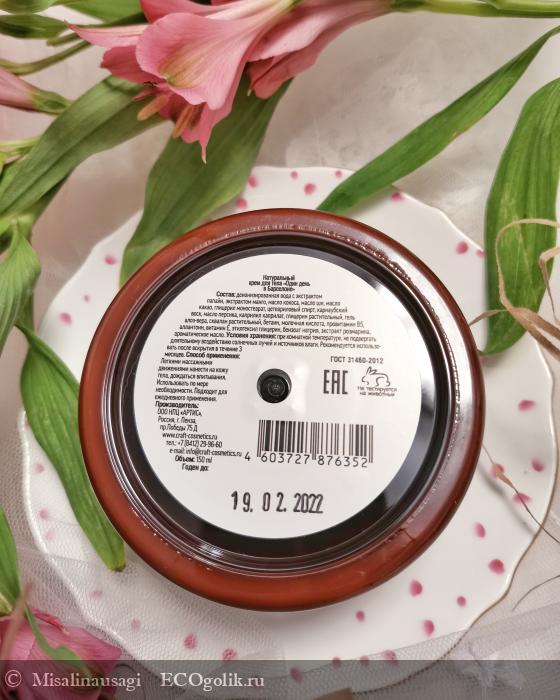 Натуральный
крем для тела «Один день
в Барселоне»
Состав: деионизированная вода с экстрактом
папайи, экстрактом манго, масло кокоса, масло ши, масло
какао, глицерил моностеарат, цетеариловый спирт, карнаубский
воск, масло персика, каприлил каприлат, глицерин растительный, гель
алоэ-вера, сквалан растительный, бетаин, молочная кислота, провитамин В5,
аллантоин, витамин Е, этилгексил глицерин, бензоат натрия, экстракт розмарина,
ароматическое масло. Условия хранения: при комнатной температуре, не подвергать
длительному воздействию солнечных лучей и источников влаги. Рекомендуется использо-
вать после вскрытия в течение 3
месяцев. Способ применения:
Легкими массажными
движениями нанести на кожу
тела, дождаться впитывания.
Использовать по мере
необходимости. Подходит для
ежедневного применения.
Производитель:
ООО НПЦ «АРТИС»,
Россия, г. Пенза,
пр.Победы 75 Д
www.craft-cosmetics.ru
тел.: +7 (8412) 29-96-60
e-mail: info@craft-cosmetics.ru
Объем: 150 ml
Годен до:
ГОСТ 31460-2012
EAC
Не тестируется
на животных
4 603727 876352
19. 02. 2022
© Misalinausagi ECOgolik.ru